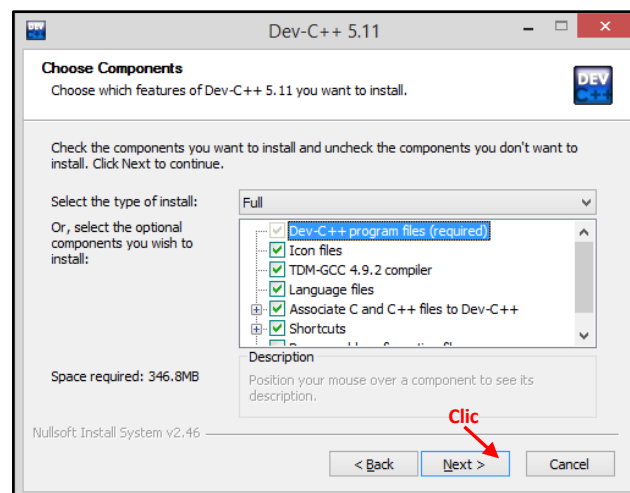 Dev-C++ 5.11
Choose Components
Choose which features of Dev-C++ 5.11 you want to install.
DEV
C++
Check the components you want to install and uncheck the components you don't want to
install. Click Next to continue.
Select the type of install:
Full
Or, select the optional
components you wish to
install:
Dev-C++ program files (required)
Icon files
TDM-GCC 4.9.2 compiler
Language files
Associate C and C++ files to Dev-C++
Shortcuts
Space required: 346.8MB
Description
Position your mouse over a component to see its
description.
Clic
Nullsoft Install System v2.46
< Back
Next >
Cancel